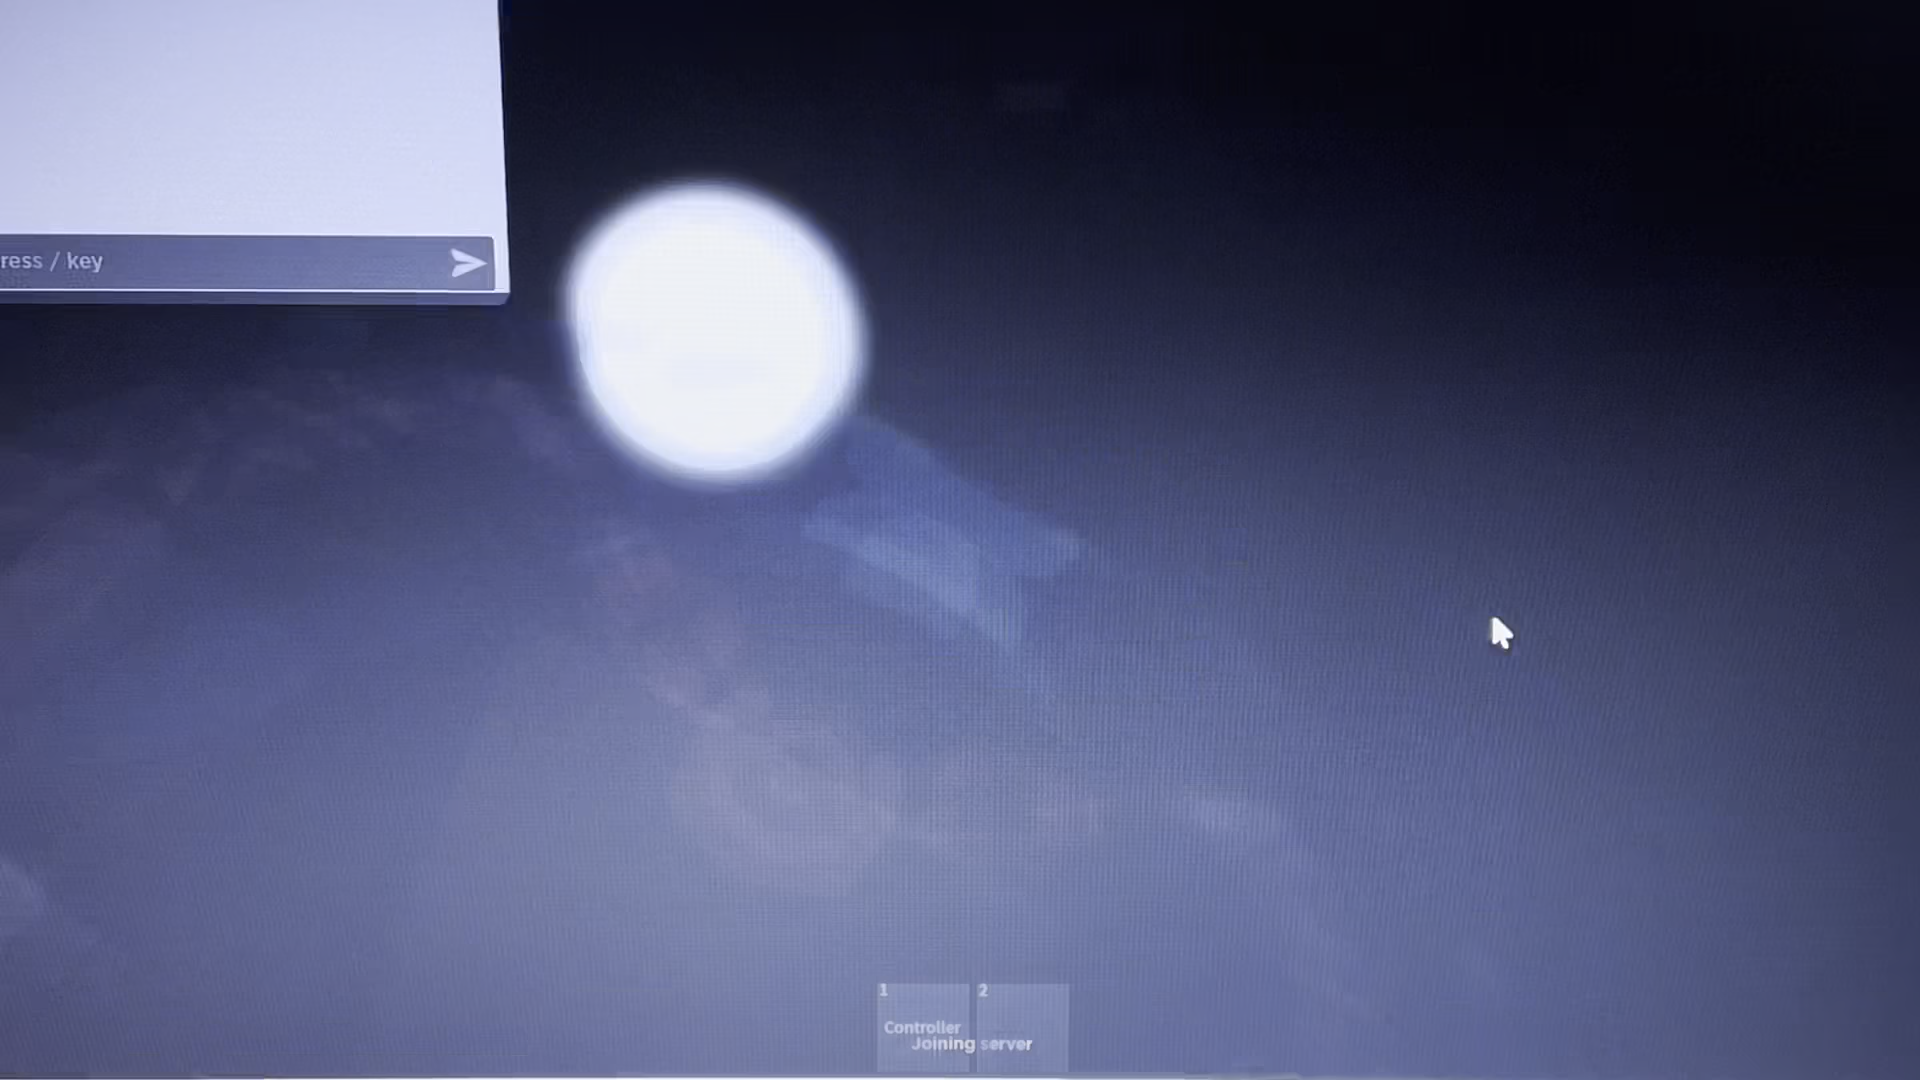 ress / key
1
2
Controller
Joining server